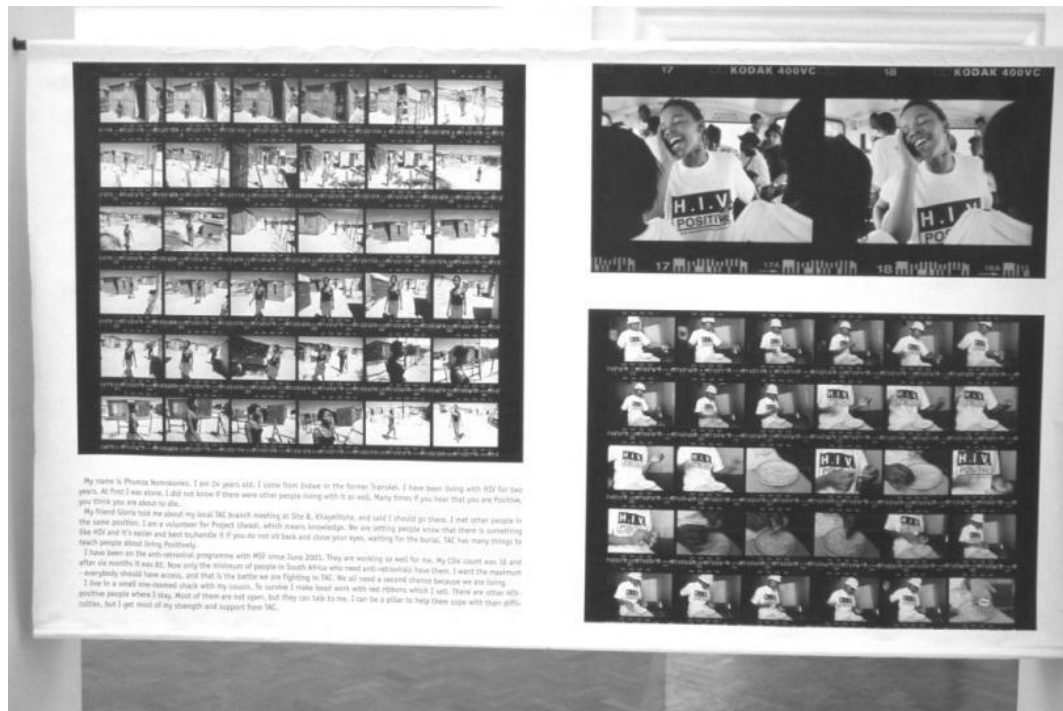 17 KODAK 400VC 18 KODAK 400VC
H.I.V.
POSITIVE
H.I.V.
PO
17 17A 18 18A
My name is Phumza Nomnkonko. I am 24 years old. I come from Indwe in the former Transkei. I have been living with HIV for two
years. At first I was alone. I did not know if there were other people living with it as well. Many times if you hear that you are Positive,
you think you are about to die.
My friend Gloria told me about my local TAC branch meeting at Site B, Khayelitsha, and said I should go there. I met other people in
the same position. I am a volunteer for Project Ulwazi, which means knowledge. We are letting people know that there is something
like HIV and it's easier and best to handle it if you do not sit back and close your eyes, waiting for the burial. TAC has many things to
teach people about living Positively.
I have been on the anti-retroviral programme with MSF since June 2001. They are working so well for me. My CD4 count was 16 and
after six months it was 82. Now only the minimum of people in South Africa who need anti-retrovirals have them. I want the maximum
- everybody should have access, and that is the battle we are fighting in TAC. We all need a second chance because we are living.
I live in a small one-roomed shack with my cousin. To survive I make bead work with red ribbons which I sell. There are other HIV-
positive people where I stay. Most of them are not open, but they can talk to me. I can be a pillar to help them cope with their diffi-
culties, but I get most of my strength and support from TAC.
H.I.V.
H.I.V.
H.I.V.
H.I.V.
H.I.V.
POSITIVE
H.I.V.
POSITIVE